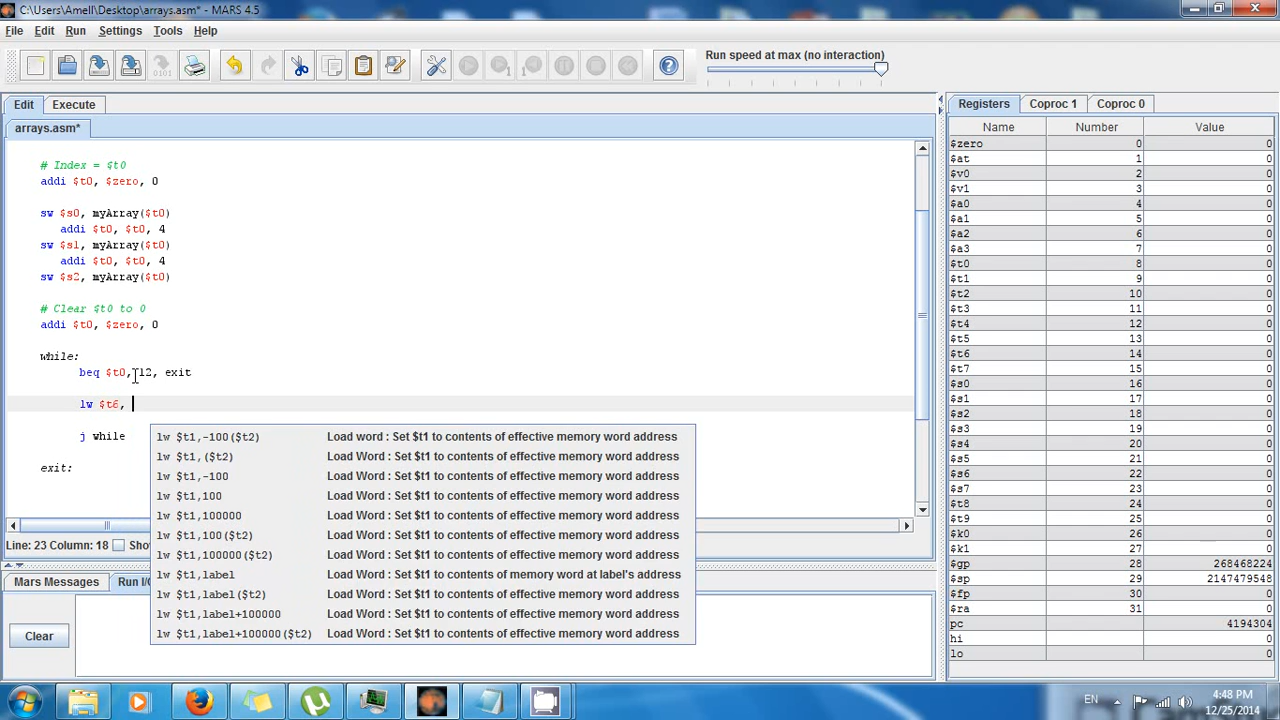 C:\Users\Amell\Desktop\arrays.asm* - MARS 4.5
File Edit Run Settings Tools Help
Run speed at max (no interaction)
Edit Execute
arrays.asm*
# Index = $t0
addi $t0, $zero, 0
sw $s0, myArray($t0)
addi $t0, $t0, 4
sw $s1, myArray($t0)
addi $t0, $t0, 4
sw $s2, myArray($t0)
# Clear $t0 to 0
addi $t0, $zero, 0
while:
beq $t0, 12, exit
lw $t6,
j while
exit:
lw $t1,-100($t2) Load word : Set $t1 to contents of effective memory word address
lw $t1,($t2) Load Word : Set $t1 to contents of effective memory word address
lw $t1,-100 Load Word : Set $t1 to contents of effective memory word address
lw $t1,100 Load Word : Set $t1 to contents of effective memory word address
lw $t1,100000 Load Word : Set $t1 to contents of effective memory word address
lw $t1,100($t2) Load Word : Set $t1 to contents of effective memory word address
lw $t1,100000($t2) Load Word : Set $t1 to contents of effective memory word address
lw $t1,label Load Word : Set $t1 to contents of memory word at label's address
lw $t1,label($t2) Load Word : Set $t1 to contents of effective memory word address
lw $t1,label+100000 Load Word : Set $t1 to contents of effective memory word address
lw $t1,label+100000($t2) Load Word : Set $t1 to contents of effective memory word address
Line: 23 Column: 18 Sho
Mars Messages Run I/
Clear
Registers Coproc 1 Coproc 0
Name Number Value
$zero 0 0
$at 1 0
$v0 2 0
$v1 3 0
$a0 4 0
$a1 5 0
$a2 6 0
$a3 7 0
$t0 8 0
$t1 9 0
$t2 10 0
$t3 11 0
$t4 12 0
$t5 13 0
$t6 14 0
$t7 15 0
$s0 16 0
$s1 17 0
$s2 18 0
$s3 19 0
$s4 20 0
$s5 21 0
$s6 22 0
$s7 23 0
$t8 24 0
$t9 25 0
$k0 26 0
$k1 27 0
$gp 28 268468224
$sp 29 2147479548
$fp 30 0
$ra 31 0
pc 4194304
hi 0
lo 0
EN
4:48 PM
12/25/2014